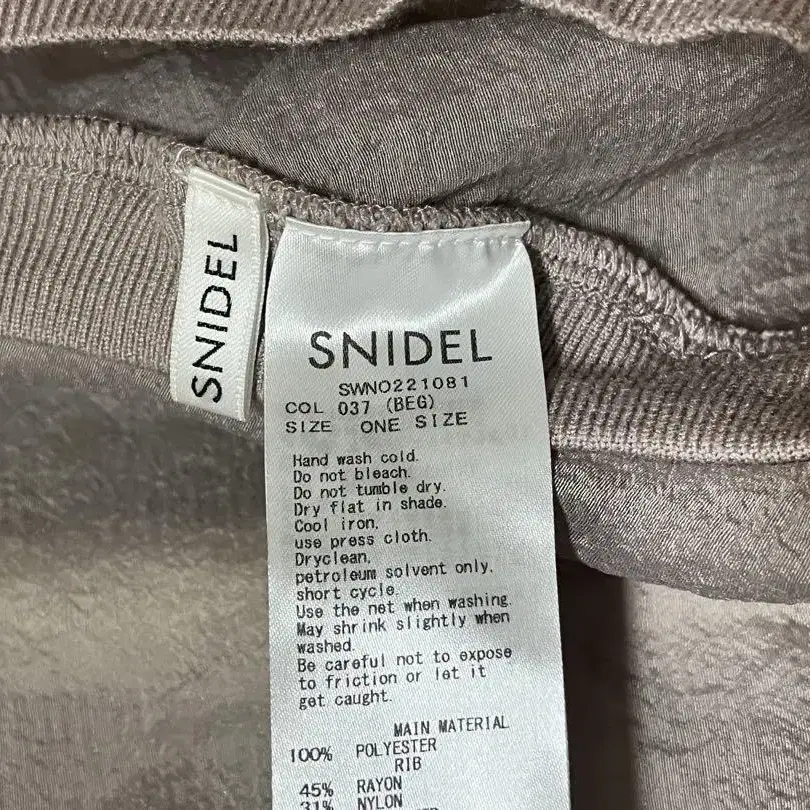 SNIDEL
SNIDEL
SWNO221081
COL 037 (BEG)
SIZE ONE SIZE
Hand wash cold.
Do not bleach.
Do not tumble dry.
Dry flat in shade.
Cool iron,
use press cloth.
Dryclean,
petroleum solvent only,
short cycle.
Use the net when washing.
May shrink slightly when
washed.
Be careful not to expose
to friction or let it
get caught.
MAIN MATERIAL
100% POLYESTER
RIB
45% RAYON
31% NYLON